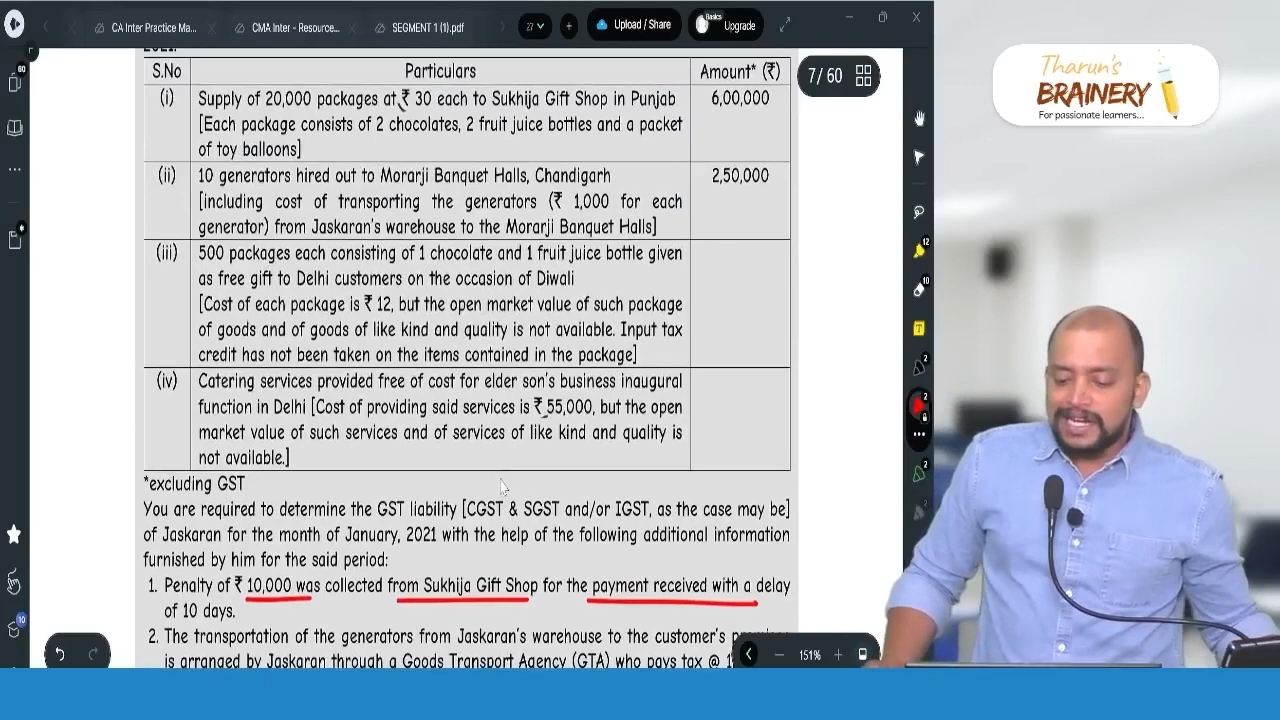 CA Inter Practice Ma...
CMA Inter - Resource...
SEGMENT 1 (1).pdf
27
Upload / Share
Basics
Upgrade
60
S.No Particulars Amount* (₹)
7/60
(i) Supply of 20,000 packages at ₹ 30 each to Sukhija Gift Shop in Punjab 6,00,000
[Each package consists of 2 chocolates, 2 fruit juice bottles and a packet
of toy balloons]
(ii) 10 generators hired out to Morarji Banquet Halls, Chandigarh 2,50,000
[including cost of transporting the generators (₹ 1,000 for each
generator) from Jaskaran's warehouse to the Morarji Banquet Halls]
(iii) 500 packages each consisting of 1 chocolate and 1 fruit juice bottle given
as free gift to Delhi customers on the occasion of Diwali
[Cost of each package is ₹ 12, but the open market value of such package
of goods and of goods of like kind and quality is not available. Input tax
credit has not been taken on the items contained in the package]
(iv) Catering services provided free of cost for elder son's business inaugural
function in Delhi [Cost of providing said services is ₹ 55,000, but the open
market value of such services and of services of like kind and quality is
not available.]
*excluding GST
You are required to determine the GST liability [CGST & SGST and/or IGST, as the case may be]
of Jaskaran for the month of January, 2021 with the help of the following additional information
furnished by him for the said period:
1. Penalty of ₹ 10,000 was collected from Sukhija Gift Shop for the payment received with a delay
of 10 days.
2. The transportation of the generators from Jaskaran's warehouse to the customer's
is arranged by Jaskaran through a Goods Transport Agency (GTA) who pays tax @
151%
10
12
10
T
2
2
2
2
Tharun's
BRAINERY
For passionate learners...